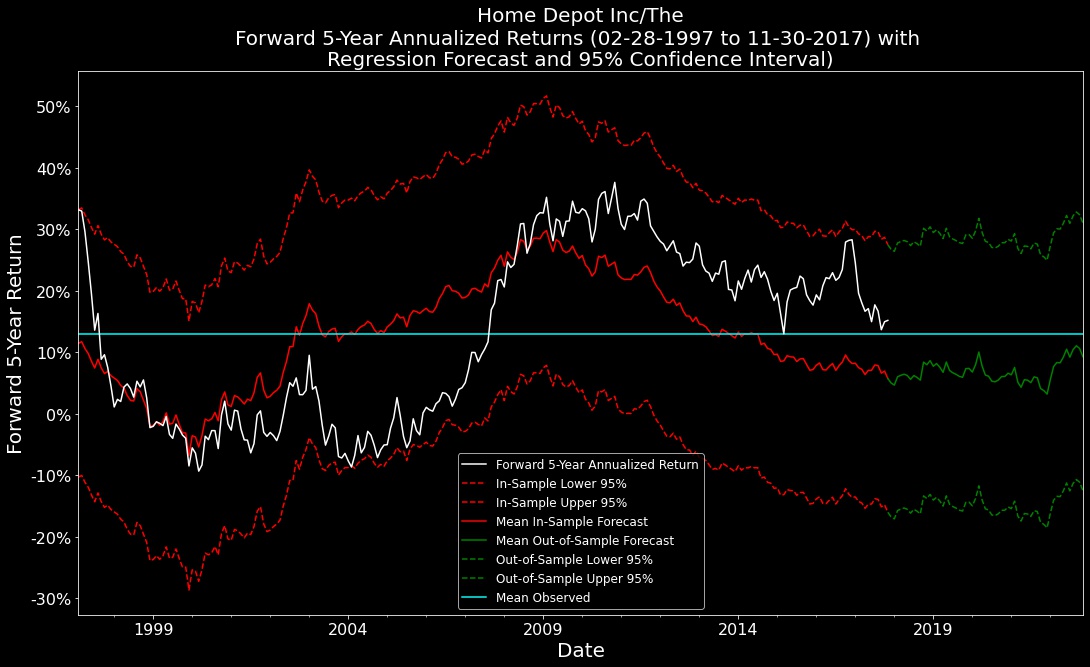 Home Depot Inc/The
Forward 5-Year Annualized Returns (02-28-1997 to 11-30-2017) with
Regression Forecast and 95% Confidence Interval)
50%
40%
30%
20%
10%
0%
-10%
-20%
-30%
Forward 5-Year Return
Forward 5-Year Annualized Return
In-Sample Lower 95%
In-Sample Upper 95%
Mean In-Sample Forecast
Mean Out-of-Sample Forecast
Out-of-Sample Lower 95%
Out-of-Sample Upper 95%
Mean Observed
1999
2004
2009
2014
2019
Date